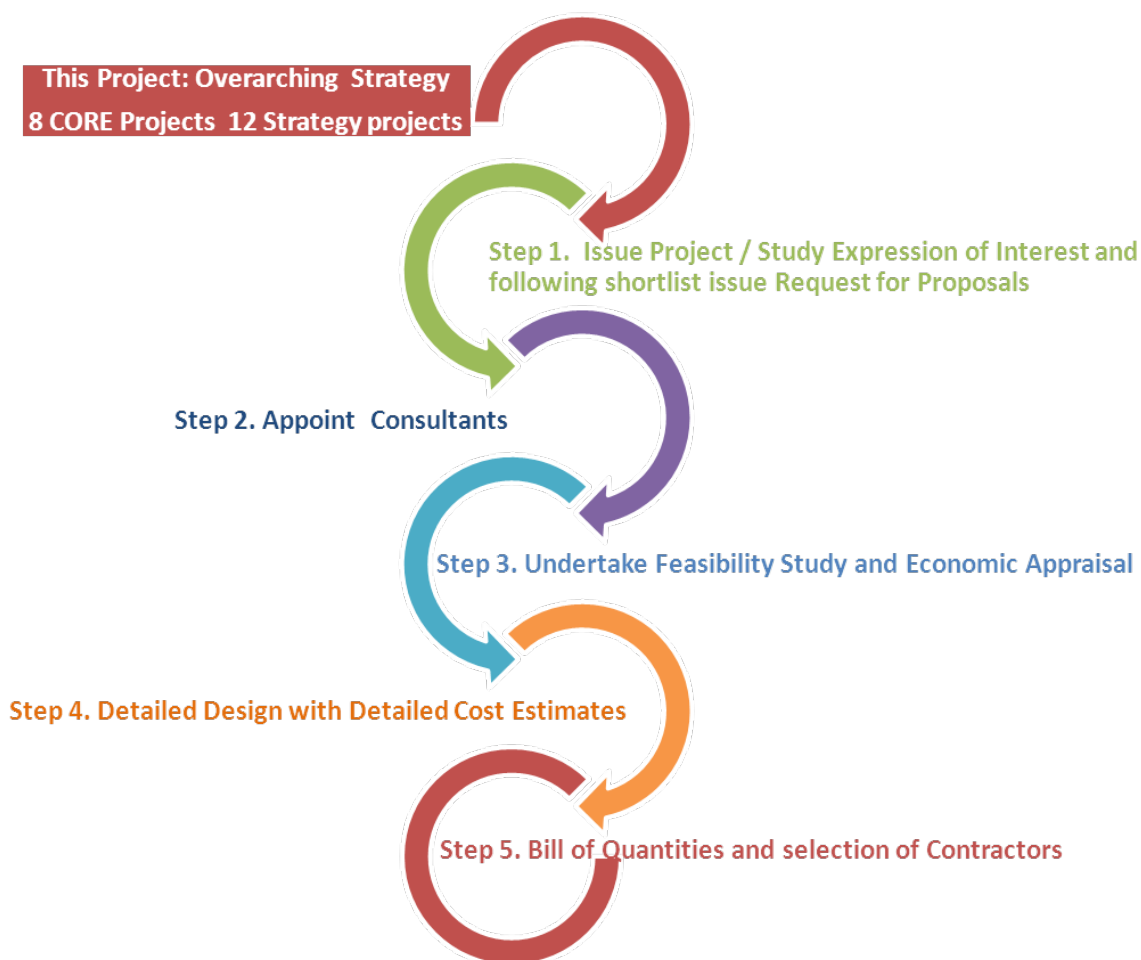 This Project: Overarching Strategy
8 CORE Projects 12 Strategy projects
Step 1. Issue Project / Study Expression of Interest and
following shortlist issue Request for Proposals
Step 2. Appoint Consultants
Step 3. Undertake Feasibility Study and Economic Appraisal
Step 4. Detailed Design with Detailed Cost Estimates
Step 5. Bill of Quantities and selection of Contractors